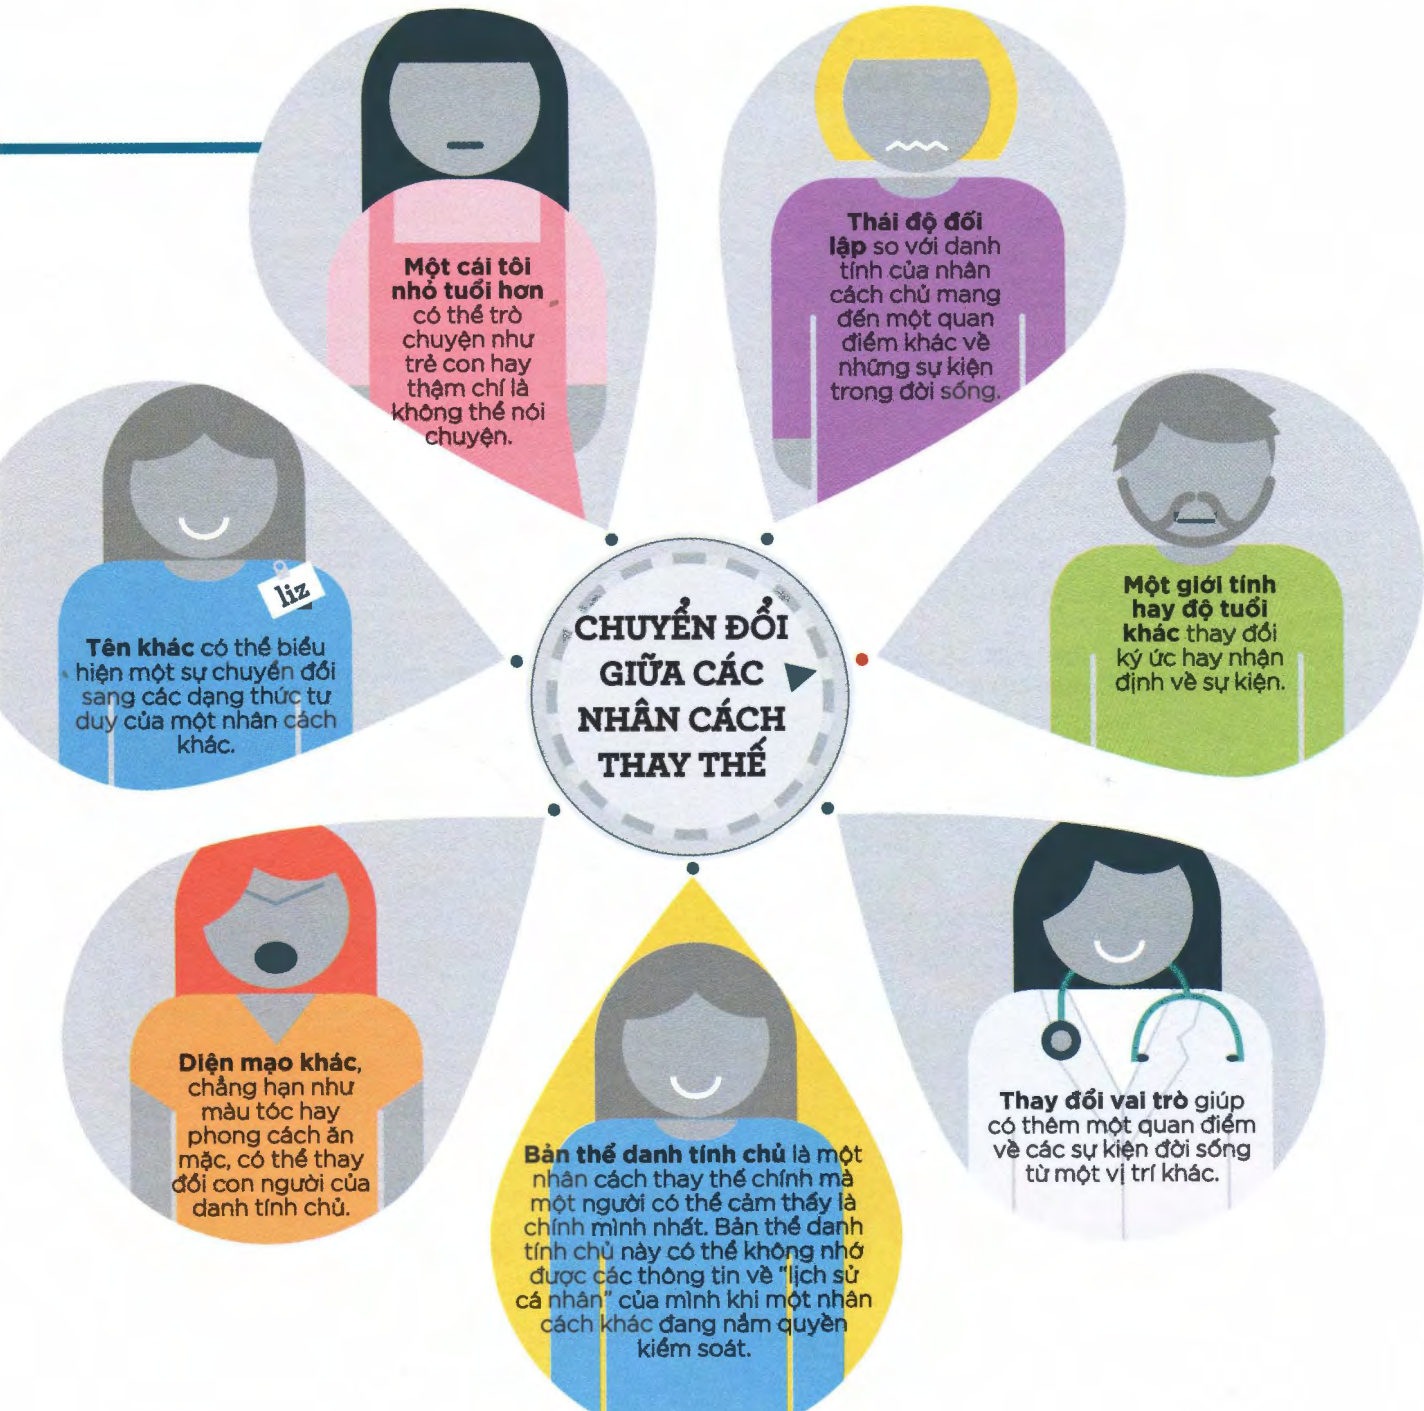 Một cái tôi
nhỏ tuổi hơn
có thể trò
chuyện như
trẻ con hay
thậm chí là
không thể nói
chuyện.
Thái độ đối
lập so với danh
tính của nhân
cách chủ mang
đến một quan
điểm khác về
những sự kiện
trong đời sống.
liz
Tên khác có thể biểu
hiện một sự chuyển đổi
sang các dạng thức tư
duy của một nhân cách
khác.
CHUYỂN ĐỔI
GIỮA CÁC
NHÂN CÁCH
THAY THẾ
Một giới tính
hay độ tuổi
khác thay đổi
ký ức hay nhận
định về sự kiện.
Diện mạo khác,
chẳng hạn như
màu tóc hay
phong cách ăn
mặc, có thể thay
đổi con người của
danh tính chủ.
Bản thể danh tính chủ là một
nhân cách thay thế chính mà
một người có thể cảm thấy là
chính mình nhất. Bản thể danh
tính chủ này có thể không nhớ
được các thông tin về "lịch sử
cá nhân" của mình khi một nhân
cách khác đang nắm quyền
kiểm soát.
Thay đổi vai trò giúp
có thêm một quan điểm
về các sự kiện đời sống
từ một vị trí khác.